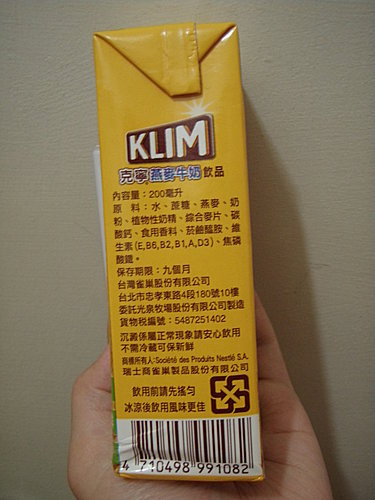 KLIM
克寧燕麥牛奶飲品
內容量：200毫升
原 料：水、蔗糖、燕麥、奶
粉、植物性奶精、綜合麥片、碳
酸鈣、食用香料、菸鹼醯胺、維
生素(E,B6,B2,B1,A,D3)、焦磷
酸鐵。
保存期限：九個月
台灣雀巢股份有限公司
台北市忠孝東路4段180號10樓
委託光泉牧場股份有限公司製造
貨物稅編號：5487251402
沉澱係屬正常現象請安心飲用
不需冷藏可保新鮮
商標所有人:Société des Produits Nestlé S.A.
瑞士商雀巢製品股份有限公司
飲用前請先搖勻
冰涼後飲用風味更佳
4 710498 991082